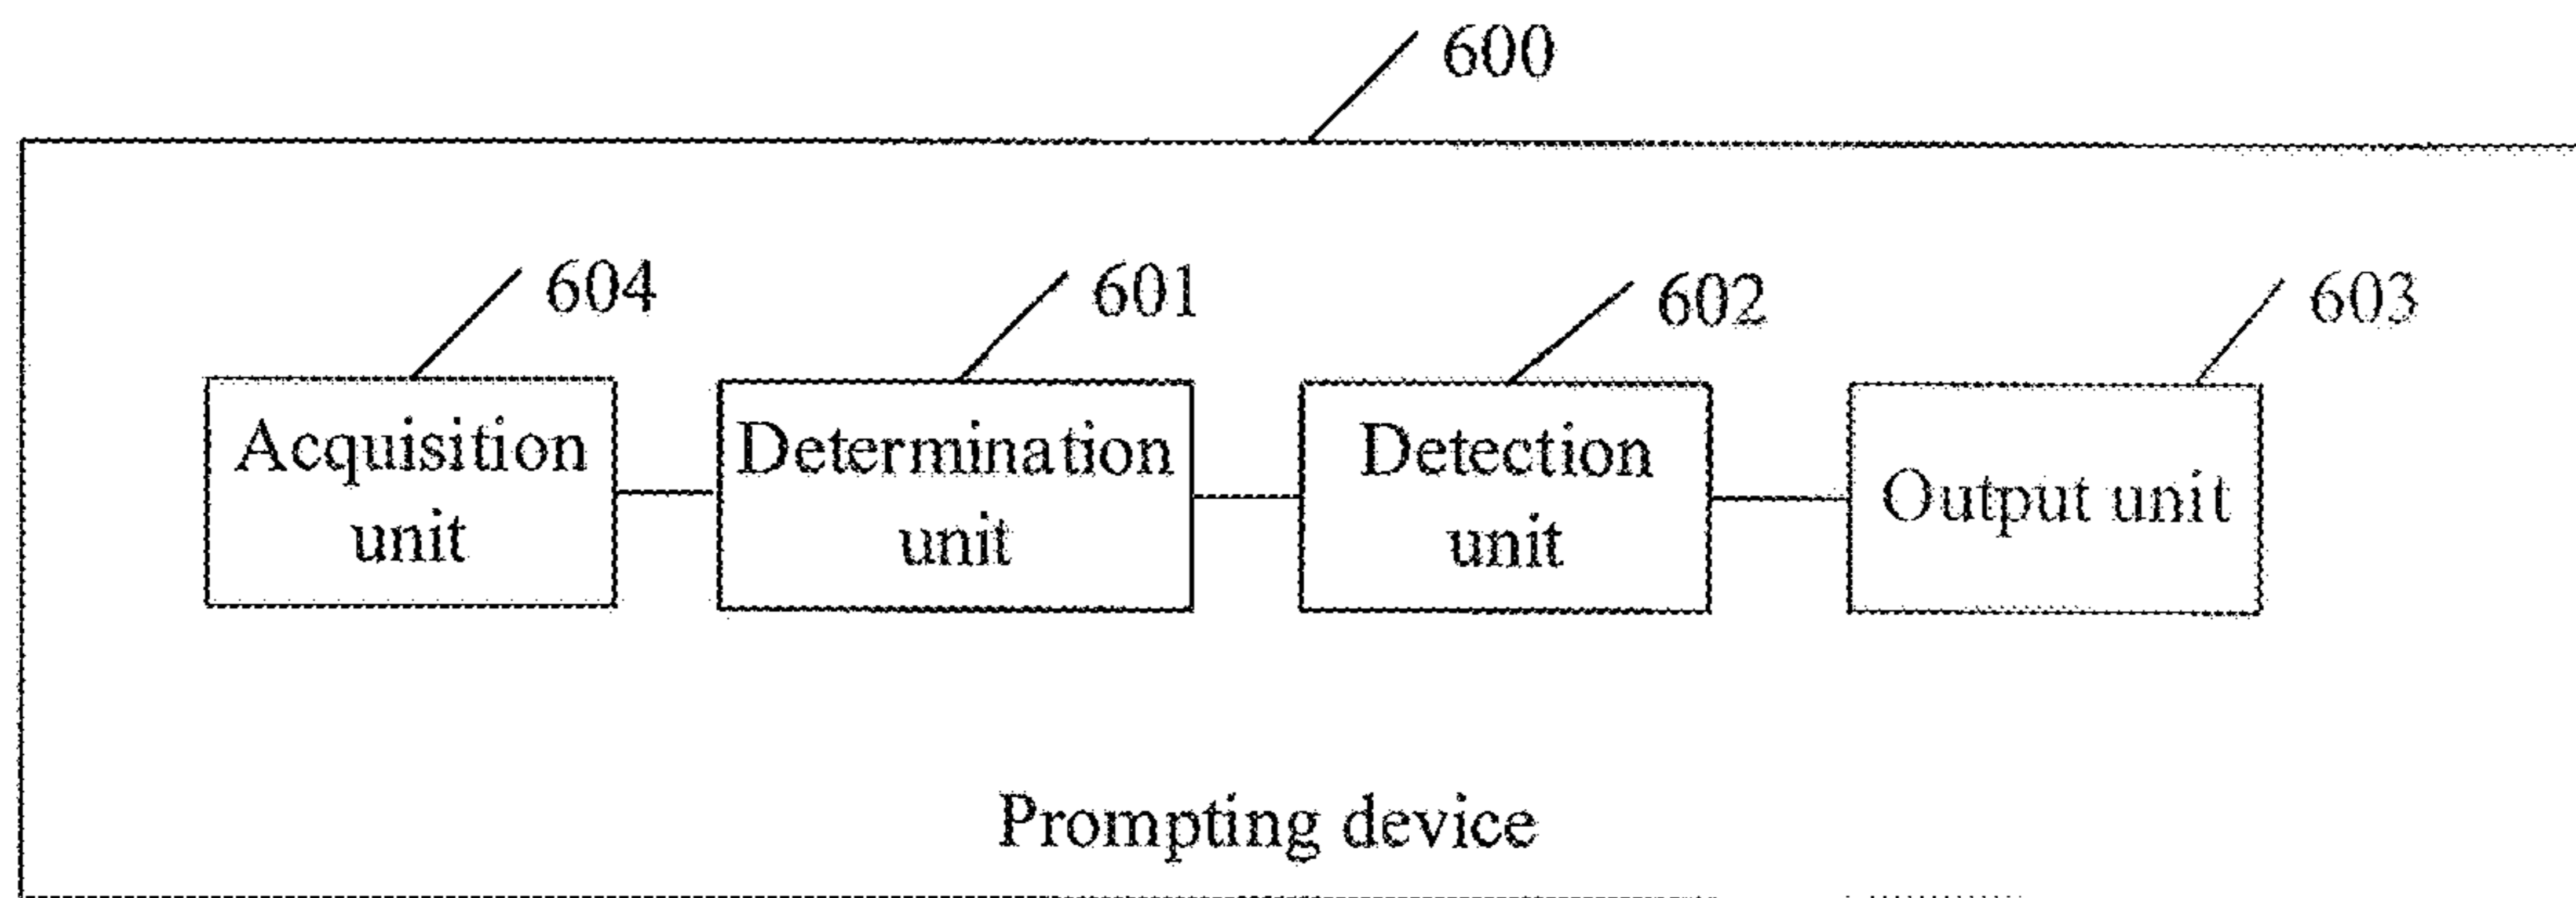 600
604
601
602
603
Acquisition
unit
Determination
unit
Detection
unit
Output unit
Prompting device